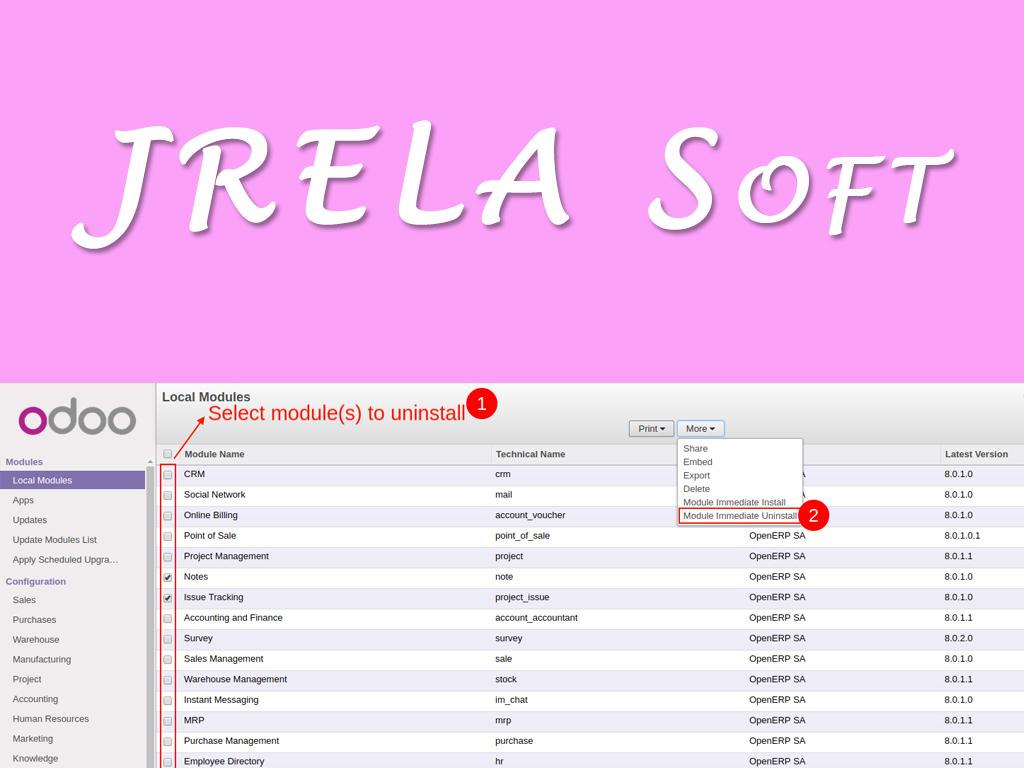 JRELA SOFT
odoo
Modules
Local Modules
Apps
Updates
Update Modules List
Apply Scheduled Upgra…
Configuration
Sales
Purchases
Warehouse
Manufacturing
Project
Accounting
Human Resources
Marketing
Knowledge
Local Modules
Select module(s) to uninstall 1
Print More
Share
Embed
Export
Delete
Module Immediate Install
Module Immediate Uninstall 2
Module Name Technical Name Latest Version
CRM crm A 8.0.1.0
Social Network mail A 8.0.1.0
Online Billing account_voucher 8.0.1.0
Point of Sale point_of_sale OpenERP SA 8.0.1.0.1
Project Management project OpenERP SA 8.0.1.1
Notes note OpenERP SA 8.0.1.0
Issue Tracking project_issue OpenERP SA 8.0.1.0
Accounting and Finance account_accountant OpenERP SA 8.0.1.1
Survey survey OpenERP SA 8.0.2.0
Sales Management sale OpenERP SA 8.0.1.0
Warehouse Management stock OpenERP SA 8.0.1.1
Instant Messaging im_chat OpenERP SA 8.0.1.0
MRP mrp OpenERP SA 8.0.1.1
Purchase Management purchase OpenERP SA 8.0.1.1
Employee Directory hr OpenERP SA 8.0.1.1